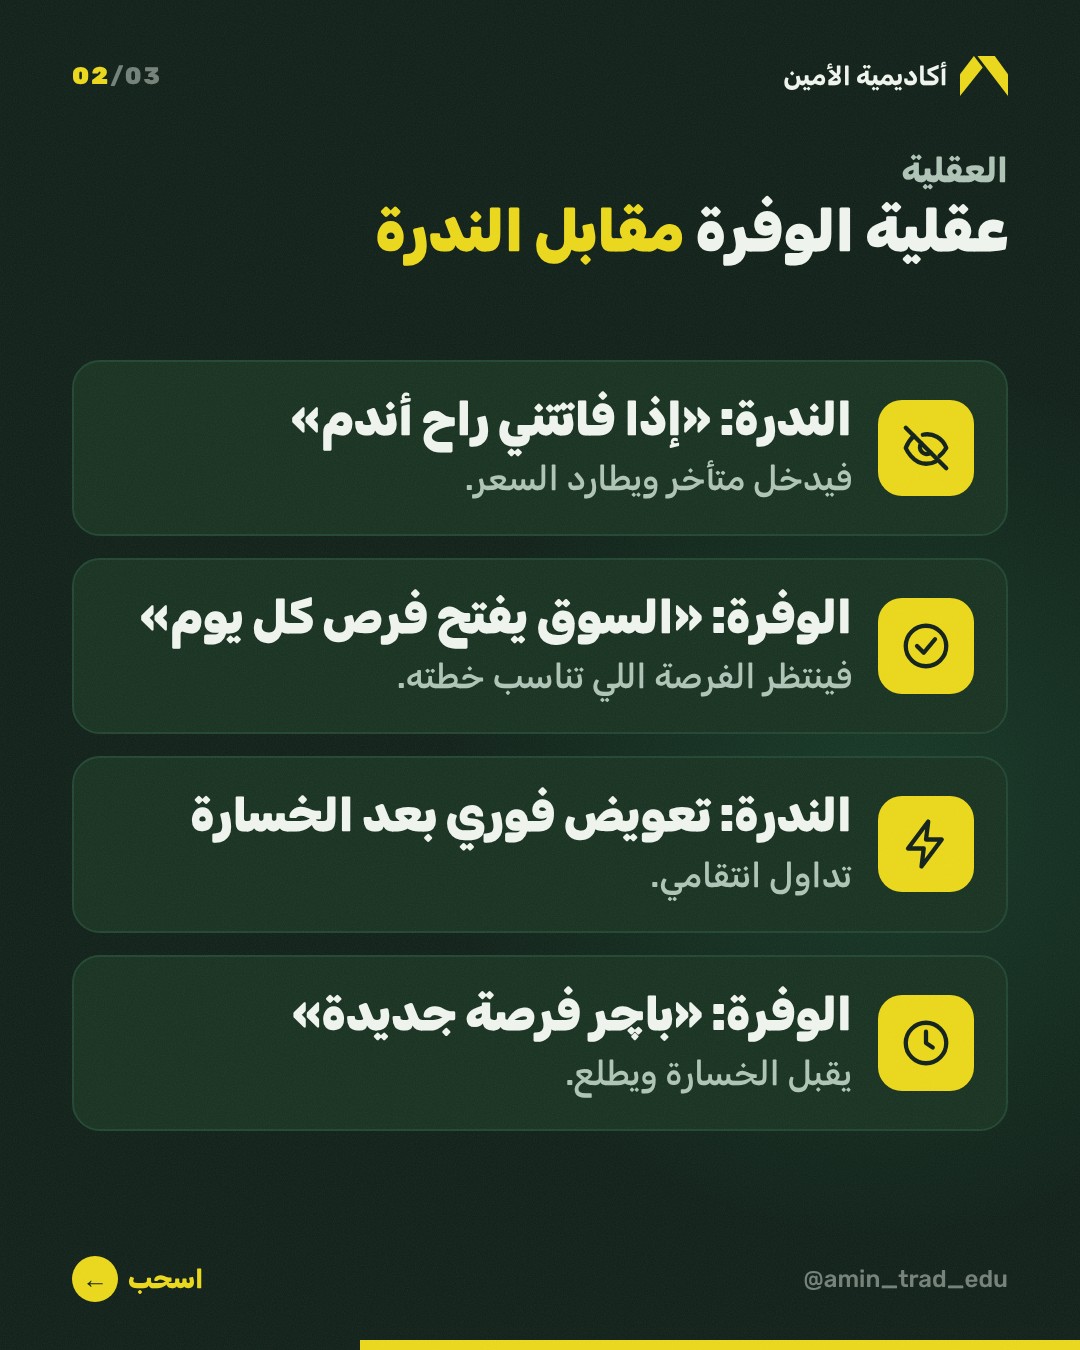 أكاديمية الأمين
02/03
العقلية
عقلية الوفرة مقابل الندرة
الندرة: «إذا فاتتني راح أندم»
فيدخل متأخر ويطارد السعر.
الوفرة: «السوق يفتح فرص كل يوم»
فينتظر الفرصة اللي تناسب خطته.
الندرة: تعويض فوري بعد الخسارة
تداول انتقامي.
الوفرة: «باچر فرصة جديدة»
يقبل الخسارة ويطلع.
@amin_trad_edu
اسحب ←